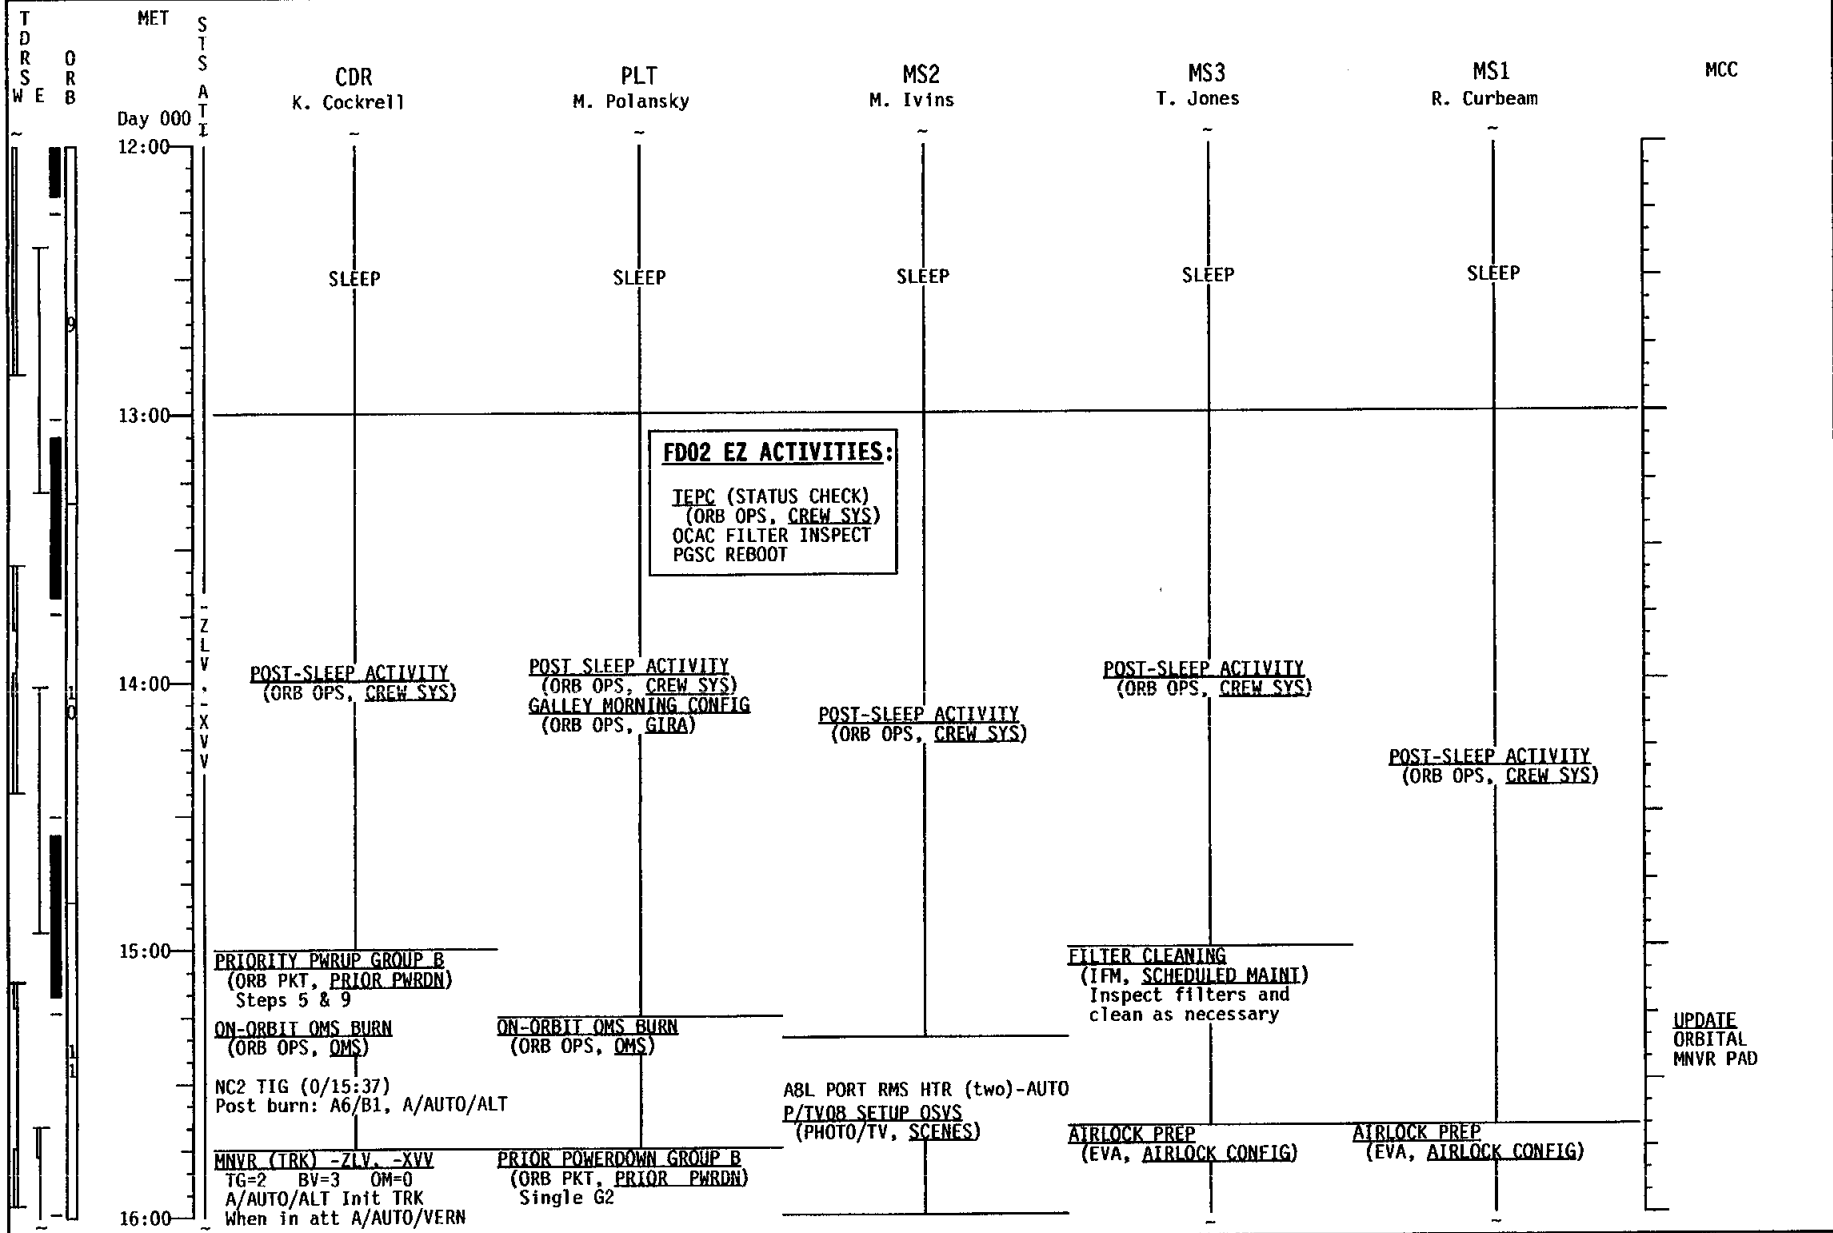 TDRS
W E
ORB
MET
STS ATT
Day 000
CDR
K. Cockrell
PLT
M. Polansky
MS2
M. Ivins
MS3
T. Jones
MS1
R. Curbeam
MCC
12:00
SLEEP SLEEP SLEEP SLEEP SLEEP
9
13:00
FD02 EZ ACTIVITIES:
TEPC (STATUS CHECK)
(ORB OPS, CREW SYS)
OCAC FILTER INSPECT
PGSC REBOOT
-ZLV,-XVV
14:00
10
POST-SLEEP ACTIVITY
(ORB OPS, CREW SYS)
POST SLEEP ACTIVITY
(ORB OPS, CREW SYS)
GALLEY MORNING CONFIG
(ORB OPS, GIRA)
POST-SLEEP ACTIVITY
(ORB OPS, CREW SYS)
POST-SLEEP ACTIVITY
(ORB OPS, CREW SYS)
POST-SLEEP ACTIVITY
(ORB OPS, CREW SYS)
15:00
11
PRIORITY PWRUP GROUP B
(ORB PKT, PRIOR PWRDN)
Steps 5 & 9
ON-ORBIT OMS BURN
(ORB OPS, OMS)
NC2 TIG (0/15:37)
Post burn: A6/B1, A/AUTO/ALT
MNVR (TRK) -ZLV, -XVV
TG=2 BV=3 OM=0
A/AUTO/ALT Init TRK
When in att A/AUTO/VERN
ON-ORBIT OMS BURN
(ORB OPS, OMS)
PRIOR POWERDOWN GROUP B
(ORB PKT, PRIOR PWRDN)
Single G2
A8L PORT RMS HTR (two)-AUTO
P/TV08 SETUP OSVS
(PHOTO/TV, SCENES)
FILTER CLEANING
(IFM, SCHEDULED MAINT)
Inspect filters and
clean as necessary
AIRLOCK PREP
(EVA, AIRLOCK CONFIG)
AIRLOCK PREP
(EVA, AIRLOCK CONFIG)
UPDATE
ORBITAL
MNVR PAD
16:00